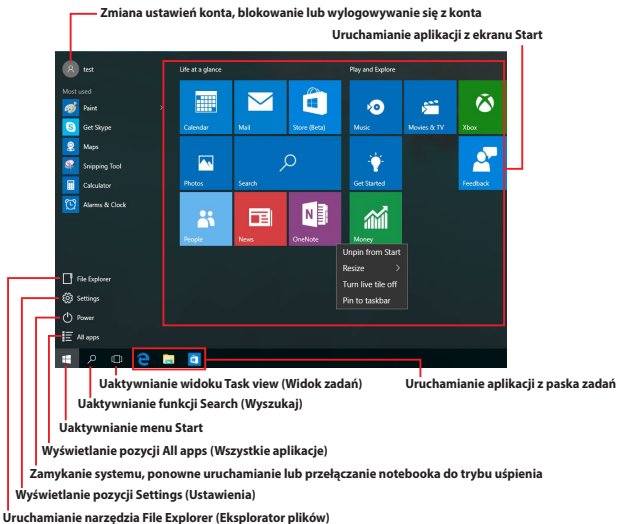 Zmiana ustawień konta, blokowanie lub wylogowywanie się z konta
Uruchamianie aplikacji z ekranu Start
test
Most used
Paint
Get Skype
Maps
Snipping Tool
Calculator
Alarms & Clock
File Explorer
Settings
Power
All apps
Life at a glance
Play and Explore
Calendar
Mail
Store (Beta)
Music
Movies & TV
Xbox
Photos
Search
Get Started
Feedback
People
News
OneNote
Money
Unpin from Start
Resize
Turn live tile off
Pin to taskbar
Uaktywnianie widoku Task view (Widok zadań)
Uruchamianie aplikacji z paska zadań
Uaktywnianie funkcji Search (Wyszukaj)
Uaktywnianie menu Start
Wyświetlanie pozycji All apps (Wszystkie aplikacje)
Zamykanie systemu, ponowne uruchamianie lub przełączanie notebooka do trybu uśpienia
Wyświetlanie pozycji Settings (Ustawienia)
Uruchamianie narzędzia File Explorer (Eksplorator plików)